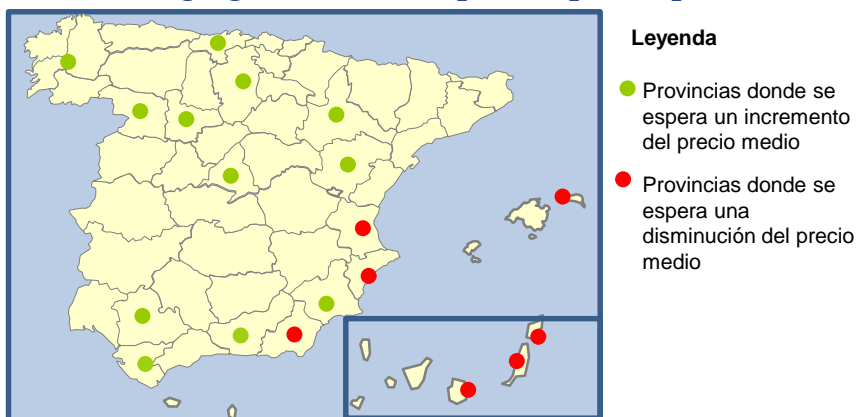 Leyenda
Provincias donde se
espera un incremento
del precio medio
Provincias donde se
espera una
disminución del precio
medio